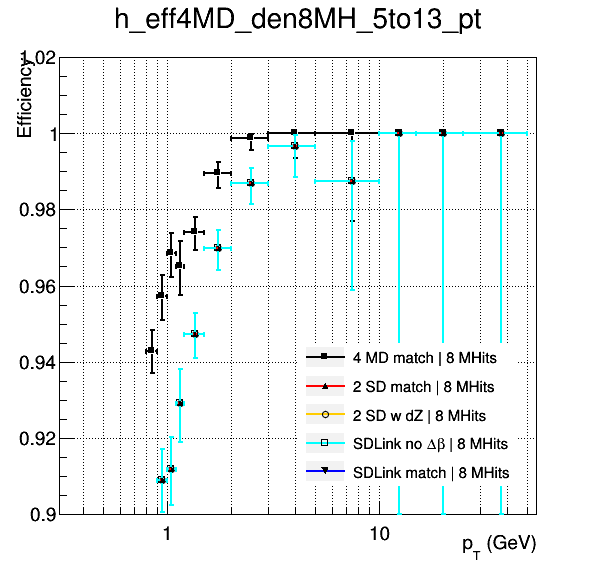 h_eff4MD_den8MH_5to13_pt
Efficiency
1.02
1
0.98
0.96
0.94
0.92
0.9
4 MD match | 8 MHits
2 SD match | 8 MHits
2 SD w dZ | 8 MHits
SDLink no Δβ | 8 MHits
SDLink match | 8 MHits
1
10
p_T (GeV)